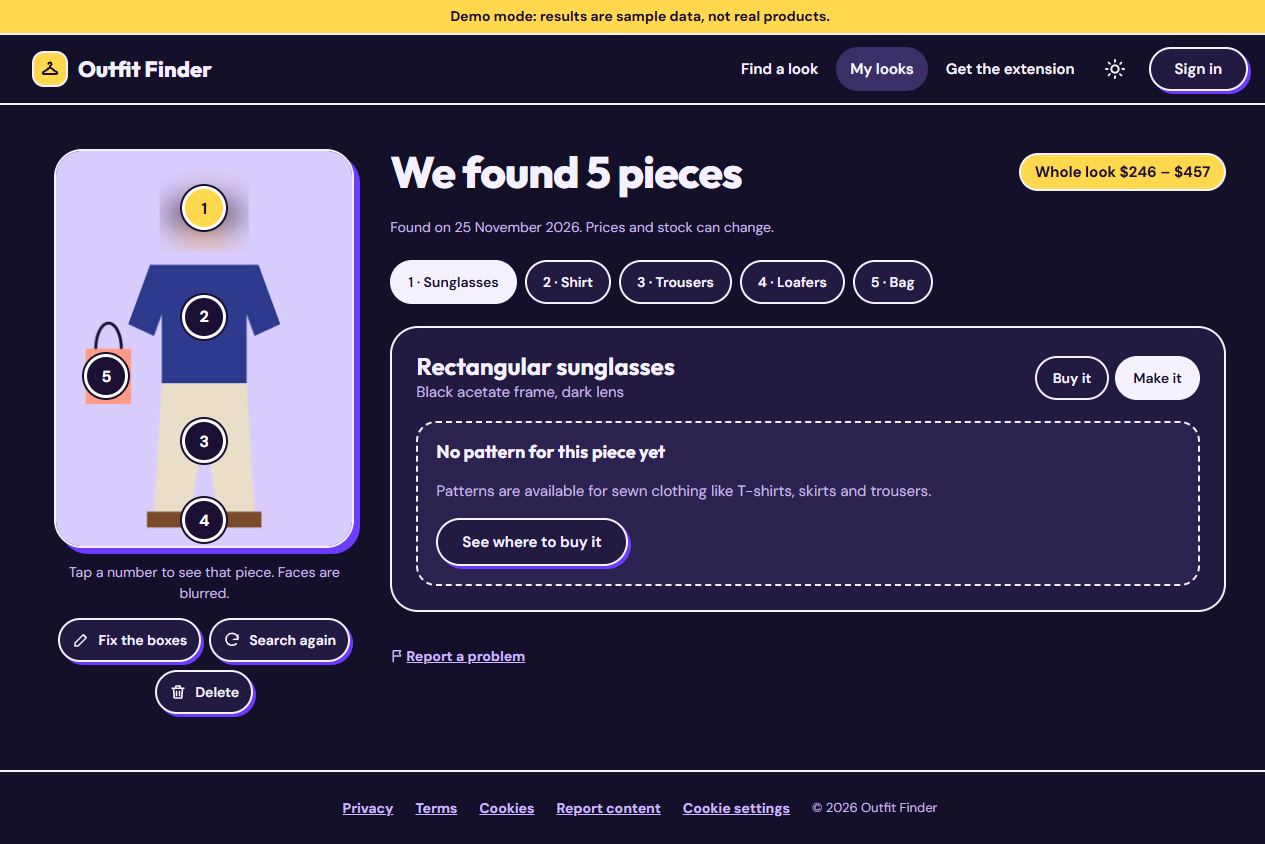 Demo mode: results are sample data, not real products.
Outfit Finder
Find a look
My looks
Get the extension
Sign in
1
2
5
3
4
Tap a number to see that piece. Faces are
blurred.
Fix the boxes
Search again
Delete
We found 5 pieces
Whole look $246 – $457
Found on 25 November 2026. Prices and stock can change.
1 · Sunglasses
2 · Shirt
3 · Trousers
4 · Loafers
5 · Bag
Rectangular sunglasses
Black acetate frame, dark lens
Buy it
Make it
No pattern for this piece yet
Patterns are available for sewn clothing like T-shirts, skirts and trousers.
See where to buy it
Report a problem
Privacy
Terms
Cookies
Report content
Cookie settings
© 2026 Outfit Finder